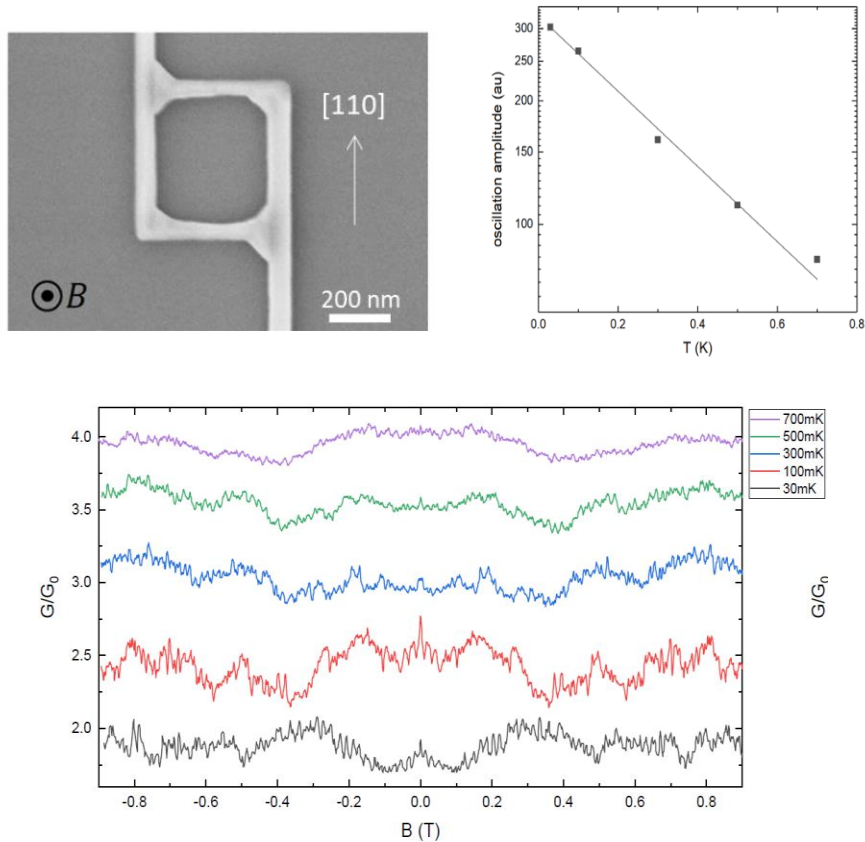 [110]
B
200 nm
oscillation amplitude (au)
300
250
200
150
100
0.0 0.2 0.4 0.6 0.8
T (K)
G/G0
4.0
3.5
3.0
2.5
2.0
-0.8 -0.6 -0.4 -0.2 0.0 0.2 0.4 0.6 0.8
B (T)
700mK
500mK
300mK
100mK
30mK
G/G0